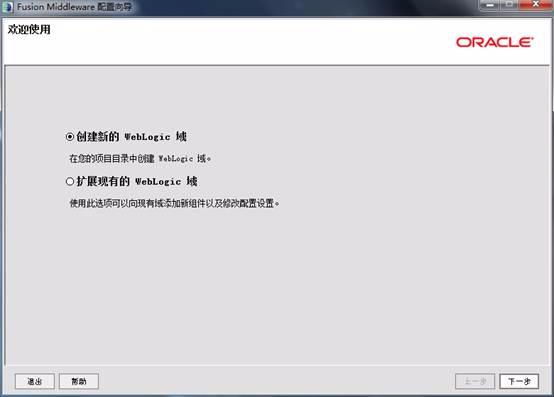 Fusion Middleware 配置向导
欢迎使用
ORACLE
创建新的 WebLogic 域
在您的项目目录中创建 WebLogic 域。
扩展现有的 WebLogic 域
使用此选项可以向现有域添加新组件以及修改配置设置。
退出 帮助 上一步 下一步